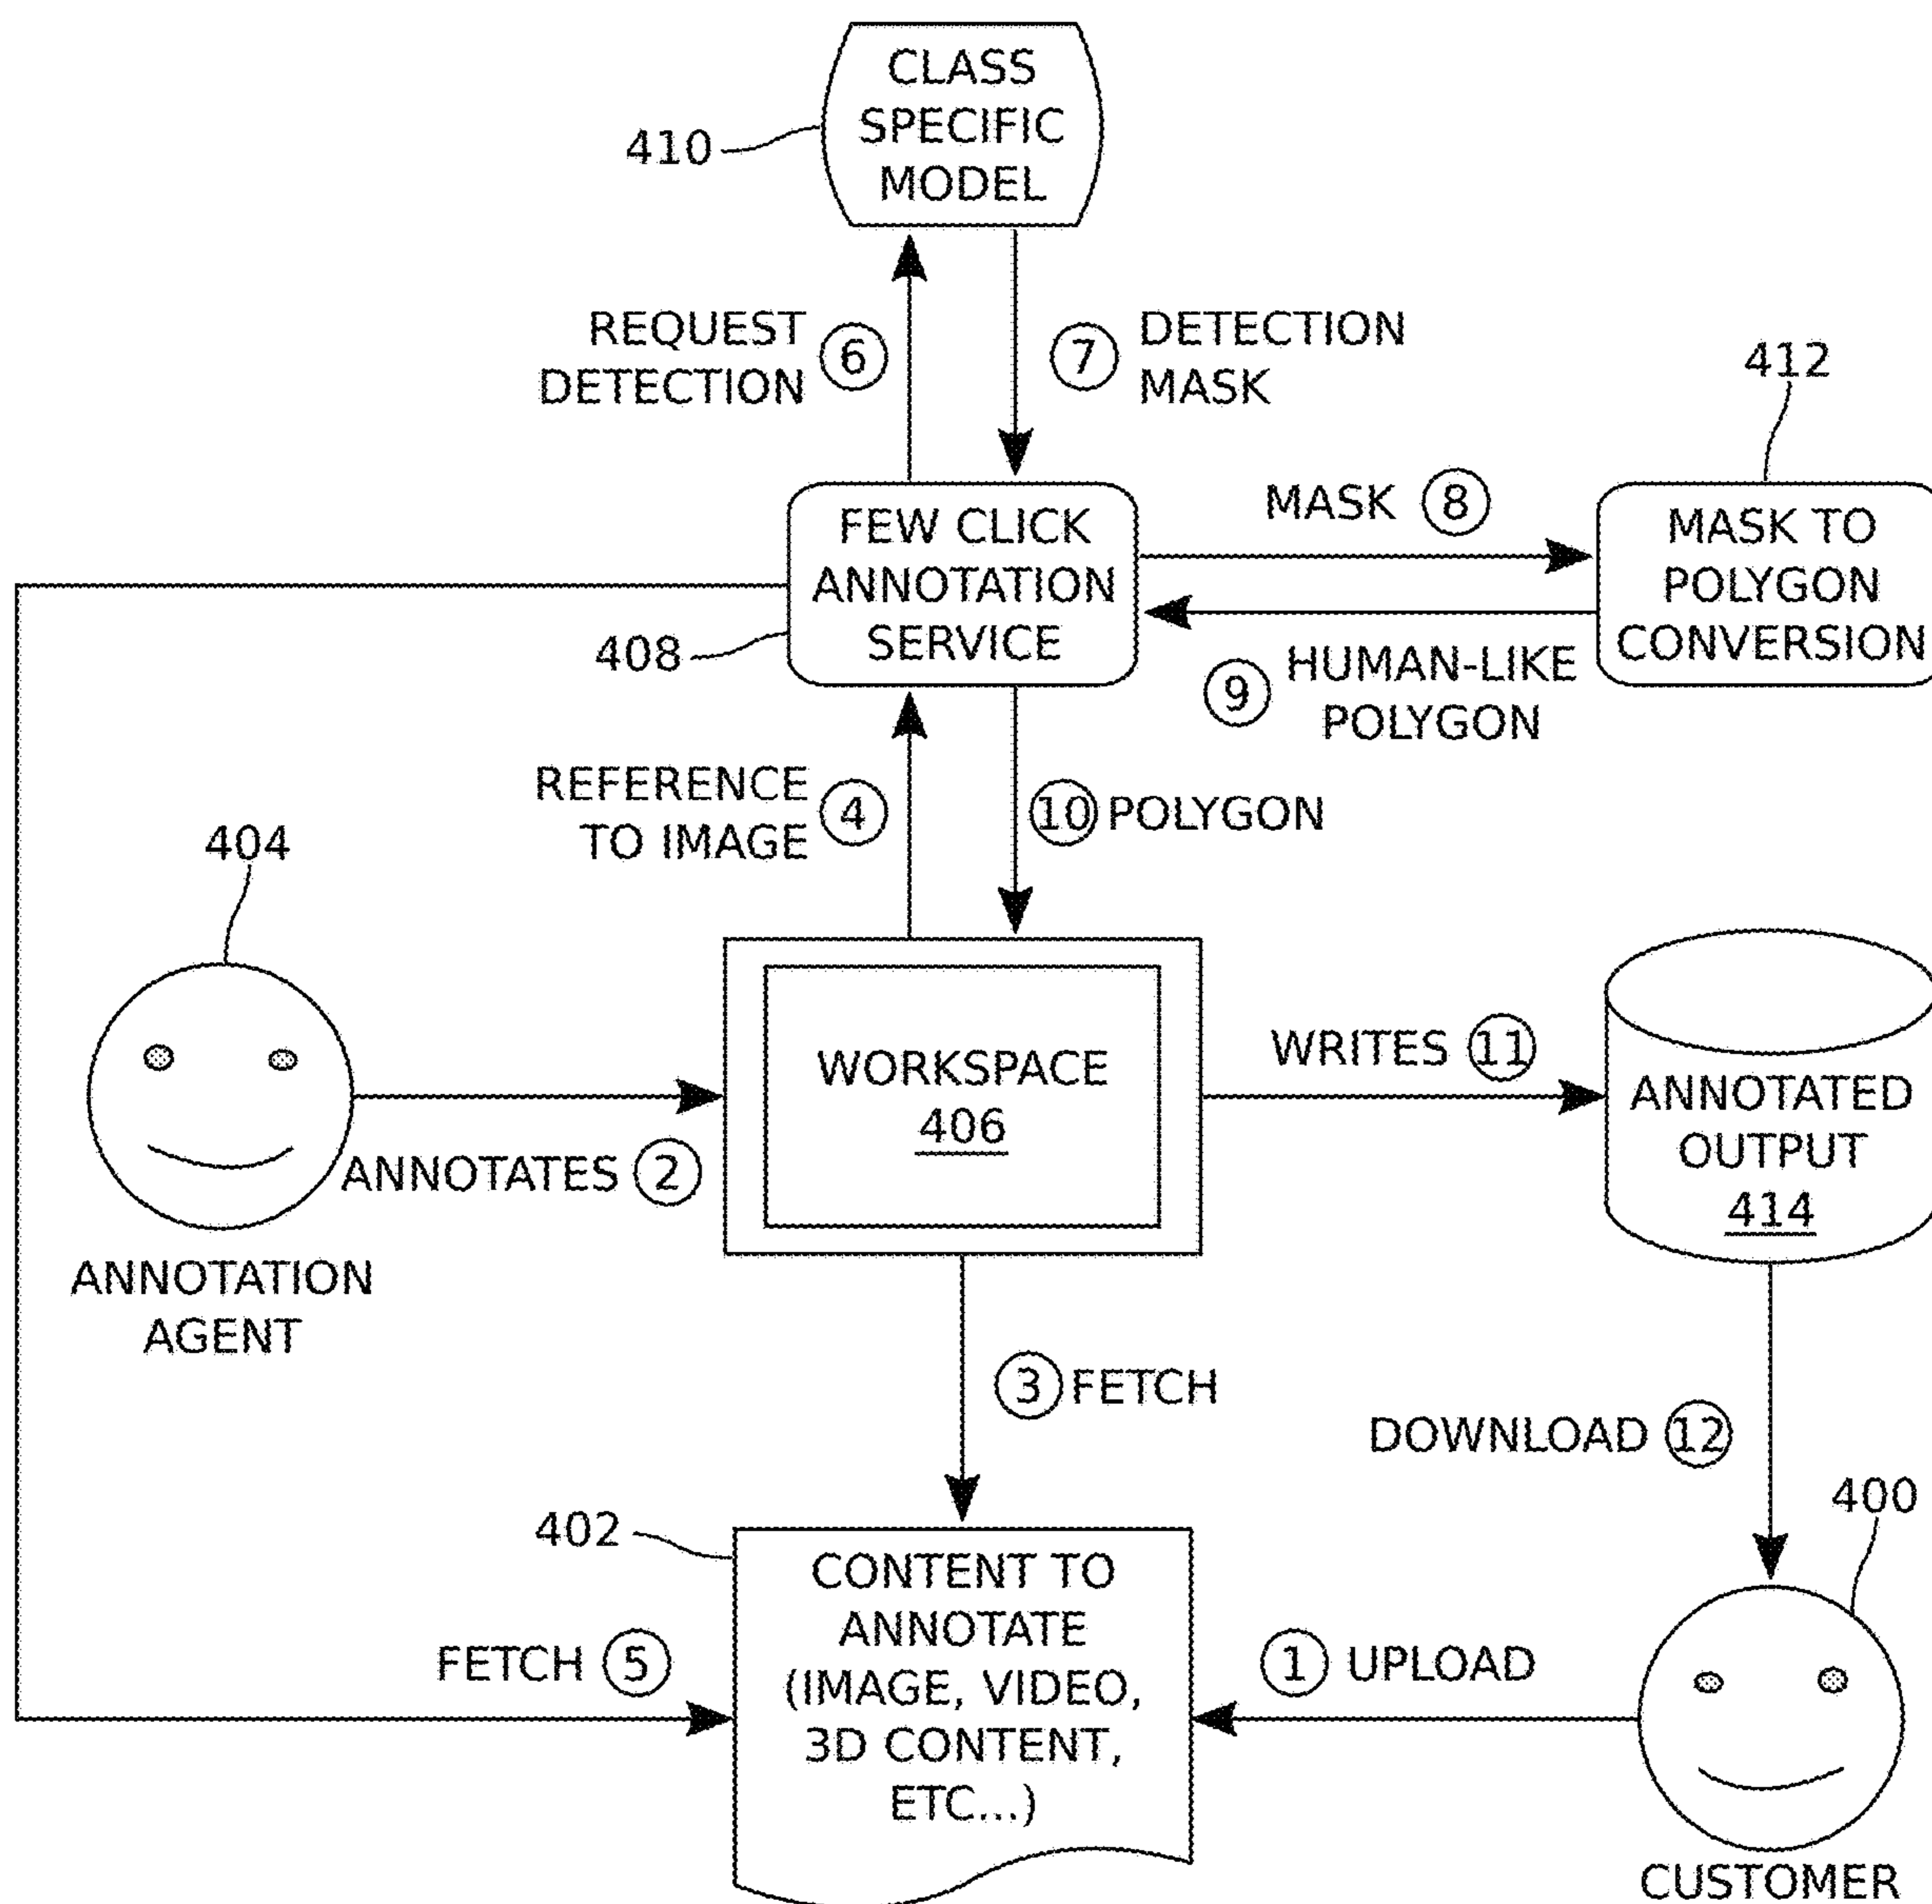 CLASS
SPECIFIC
MODEL
410
REQUEST
DETECTION
6
7
DETECTION
MASK
412
FEW CLICK
ANNOTATION
SERVICE
408
MASK 8
MASK TO
POLYGON
CONVERSION
9
HUMAN-LIKE
POLYGON
REFERENCE
TO IMAGE
4
10 POLYGON
404
ANNOTATES 2
ANNOTATION
AGENT
WORKSPACE
406
WRITES 11
ANNOTATED
OUTPUT
414
3 FETCH
DOWNLOAD 12
400
402
CONTENT TO
ANNOTATE
(IMAGE, VIDEO,
3D CONTENT,
ETC...)
FETCH 5
1 UPLOAD
CUSTOMER